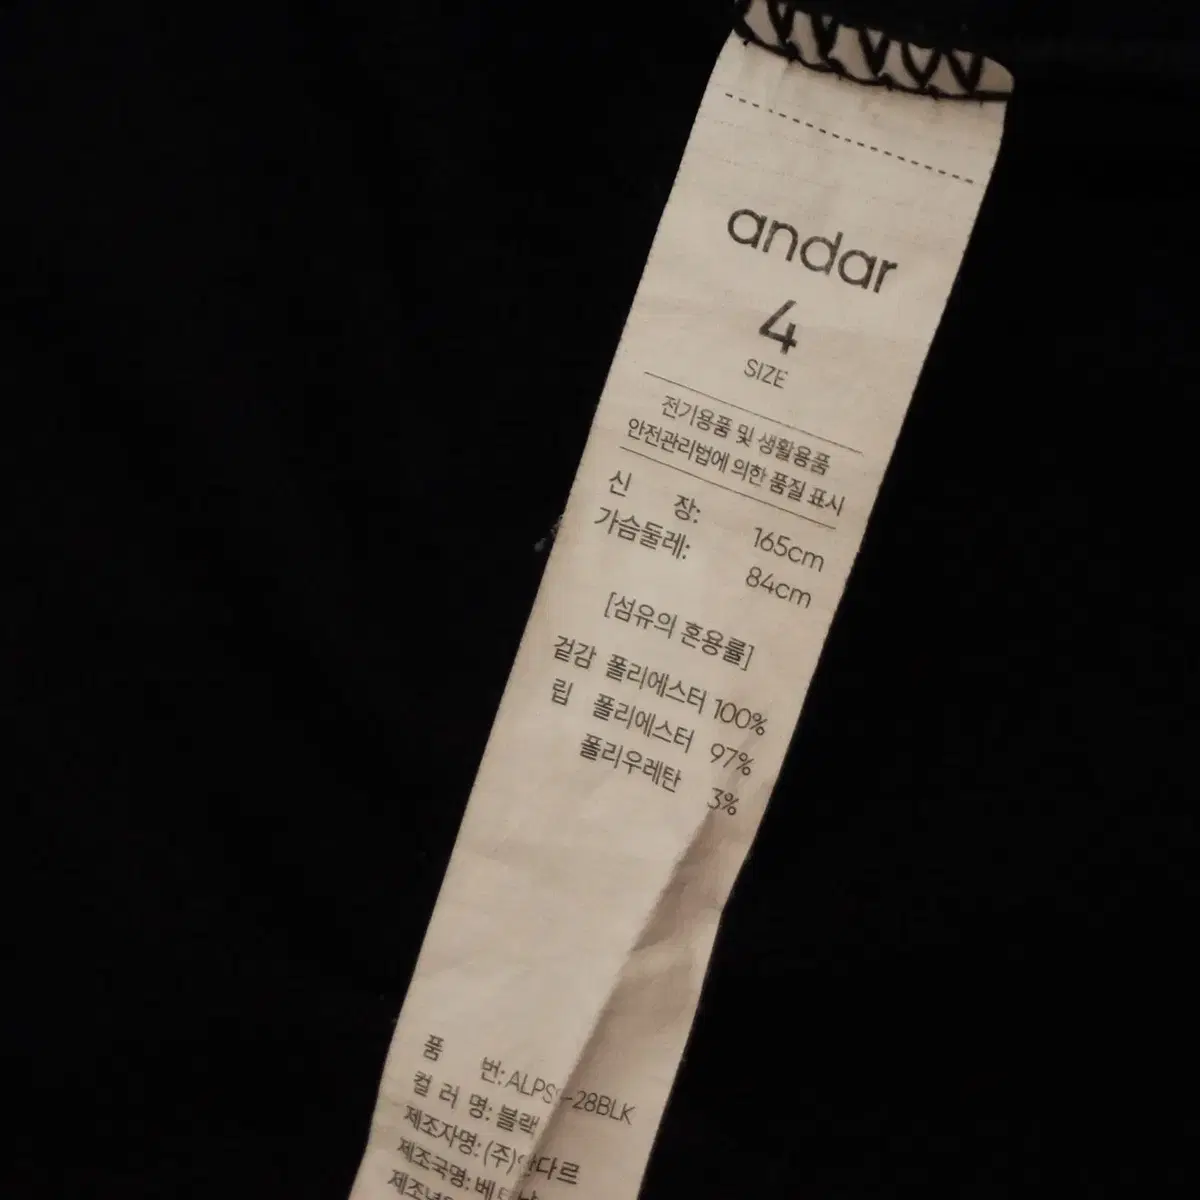 andar
4
SIZE
전기용품 및 생활용품
안전관리법에 의한 품질 표시
신 장: 165cm
가슴둘레: 84cm
[섬유의 혼용률]
겉감 폴리에스터 100%
립 폴리에스터 97%
폴리우레탄 3%
품 번: -28BLK
컬 러 명: 블랙
제조자명: (주)안다르
제조국명: